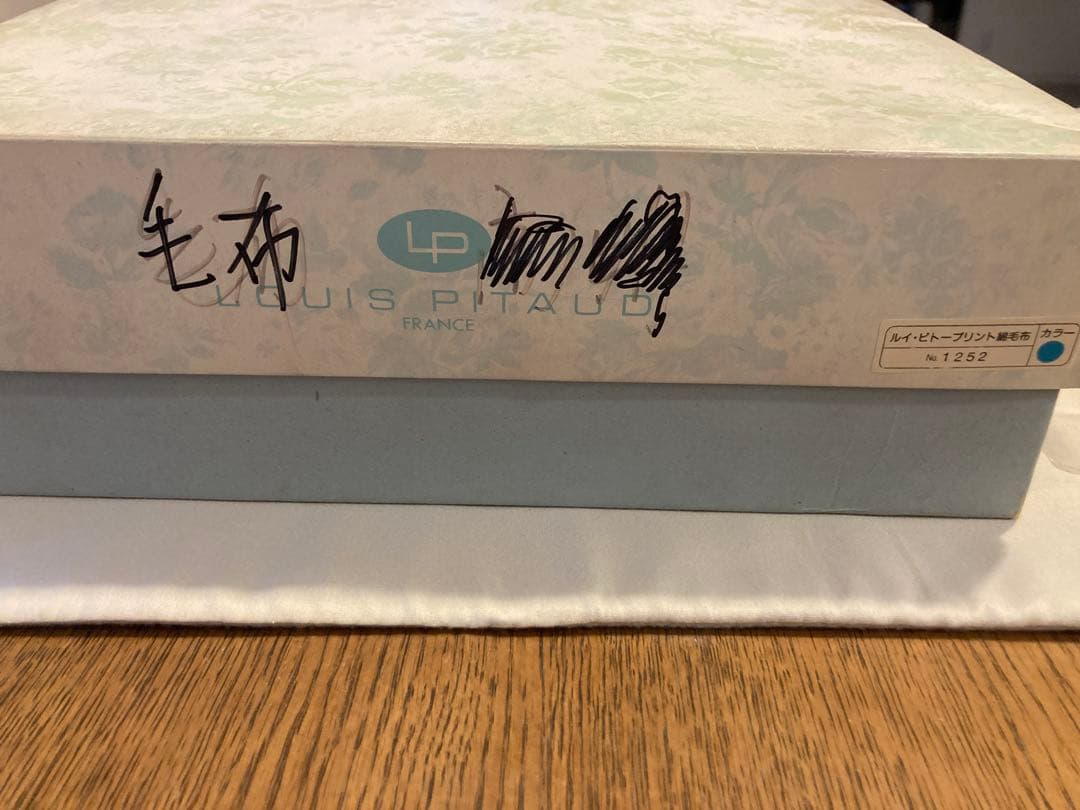 毛布
LP
LOUIS PITAUD
FRANCE
ルイ・ピトープリント綿毛布
No. 1252
カラー